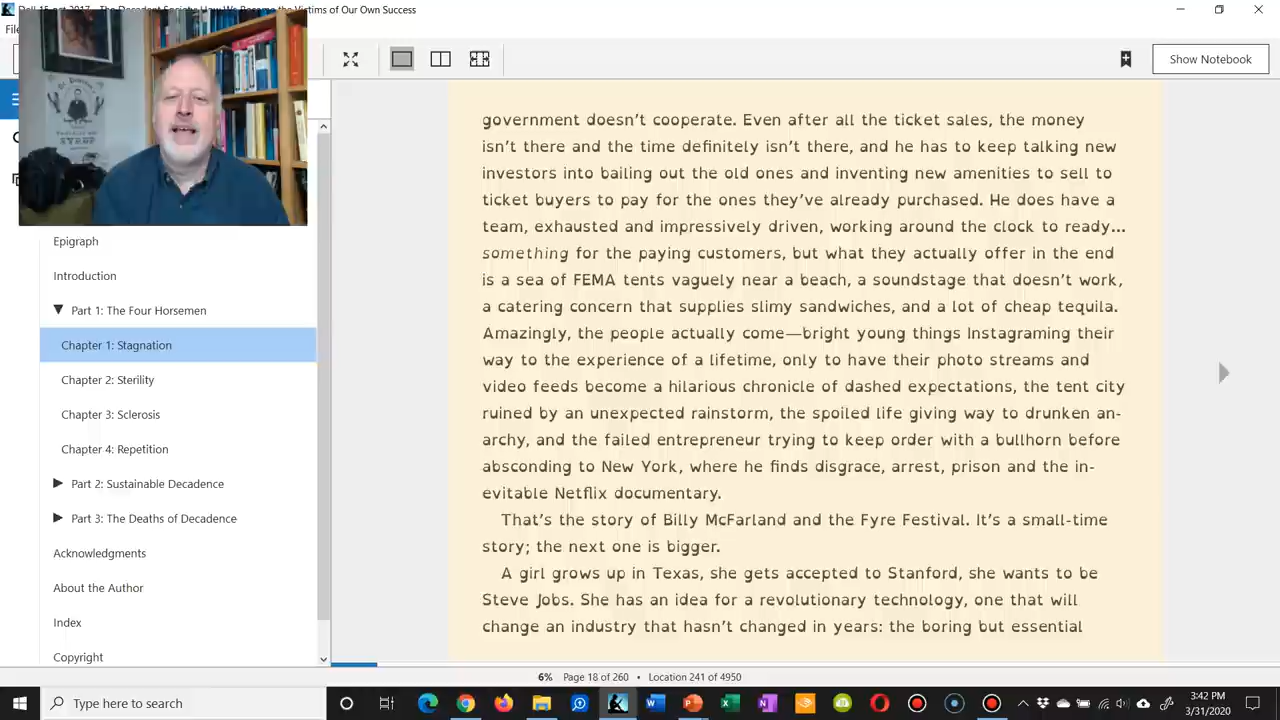 The Decadent Society: How We Became the Victims of Our Own Success
File
Show Notebook
Epigraph
Introduction
Part 1: The Four Horsemen
Chapter 1: Stagnation
Chapter 2: Sterility
Chapter 3: Sclerosis
Chapter 4: Repetition
Part 2: Sustainable Decadence
Part 3: The Deaths of Decadence
Acknowledgments
About the Author
Index
Copyright
government doesn't cooperate. Even after all the ticket sales, the money
isn't there and the time definitely isn't there, and he has to keep talking new
investors into bailing out the old ones and inventing new amenities to sell to
ticket buyers to pay for the ones they've already purchased. He does have a
team, exhausted and impressively driven, working around the clock to ready...
something for the paying customers, but what they actually offer in the end
is a sea of FEMA tents vaguely near a beach, a soundstage that doesn't work,
a catering concern that supplies slimy sandwiches, and a lot of cheap tequila.
Amazingly, the people actually come—bright young things Instagraming their
way to the experience of a lifetime, only to have their photo streams and
video feeds become a hilarious chronicle of dashed expectations, the tent city
ruined by an unexpected rainstorm, the spoiled life giving way to drunken an-
archy, and the failed entrepreneur trying to keep order with a bullhorn before
absconding to New York, where he finds disgrace, arrest, prison and the in-
evitable Netflix documentary.
That's the story of Billy McFarland and the Fyre Festival. It's a small-time
story; the next one is bigger.
A girl grows up in Texas, she gets accepted to Stanford, she wants to be
Steve Jobs. She has an idea for a revolutionary technology, one that will
change an industry that hasn't changed in years: the boring but essential
6% Page 18 of 260 • Location 241 of 4950
Type here to search
3:42 PM
3/31/2020